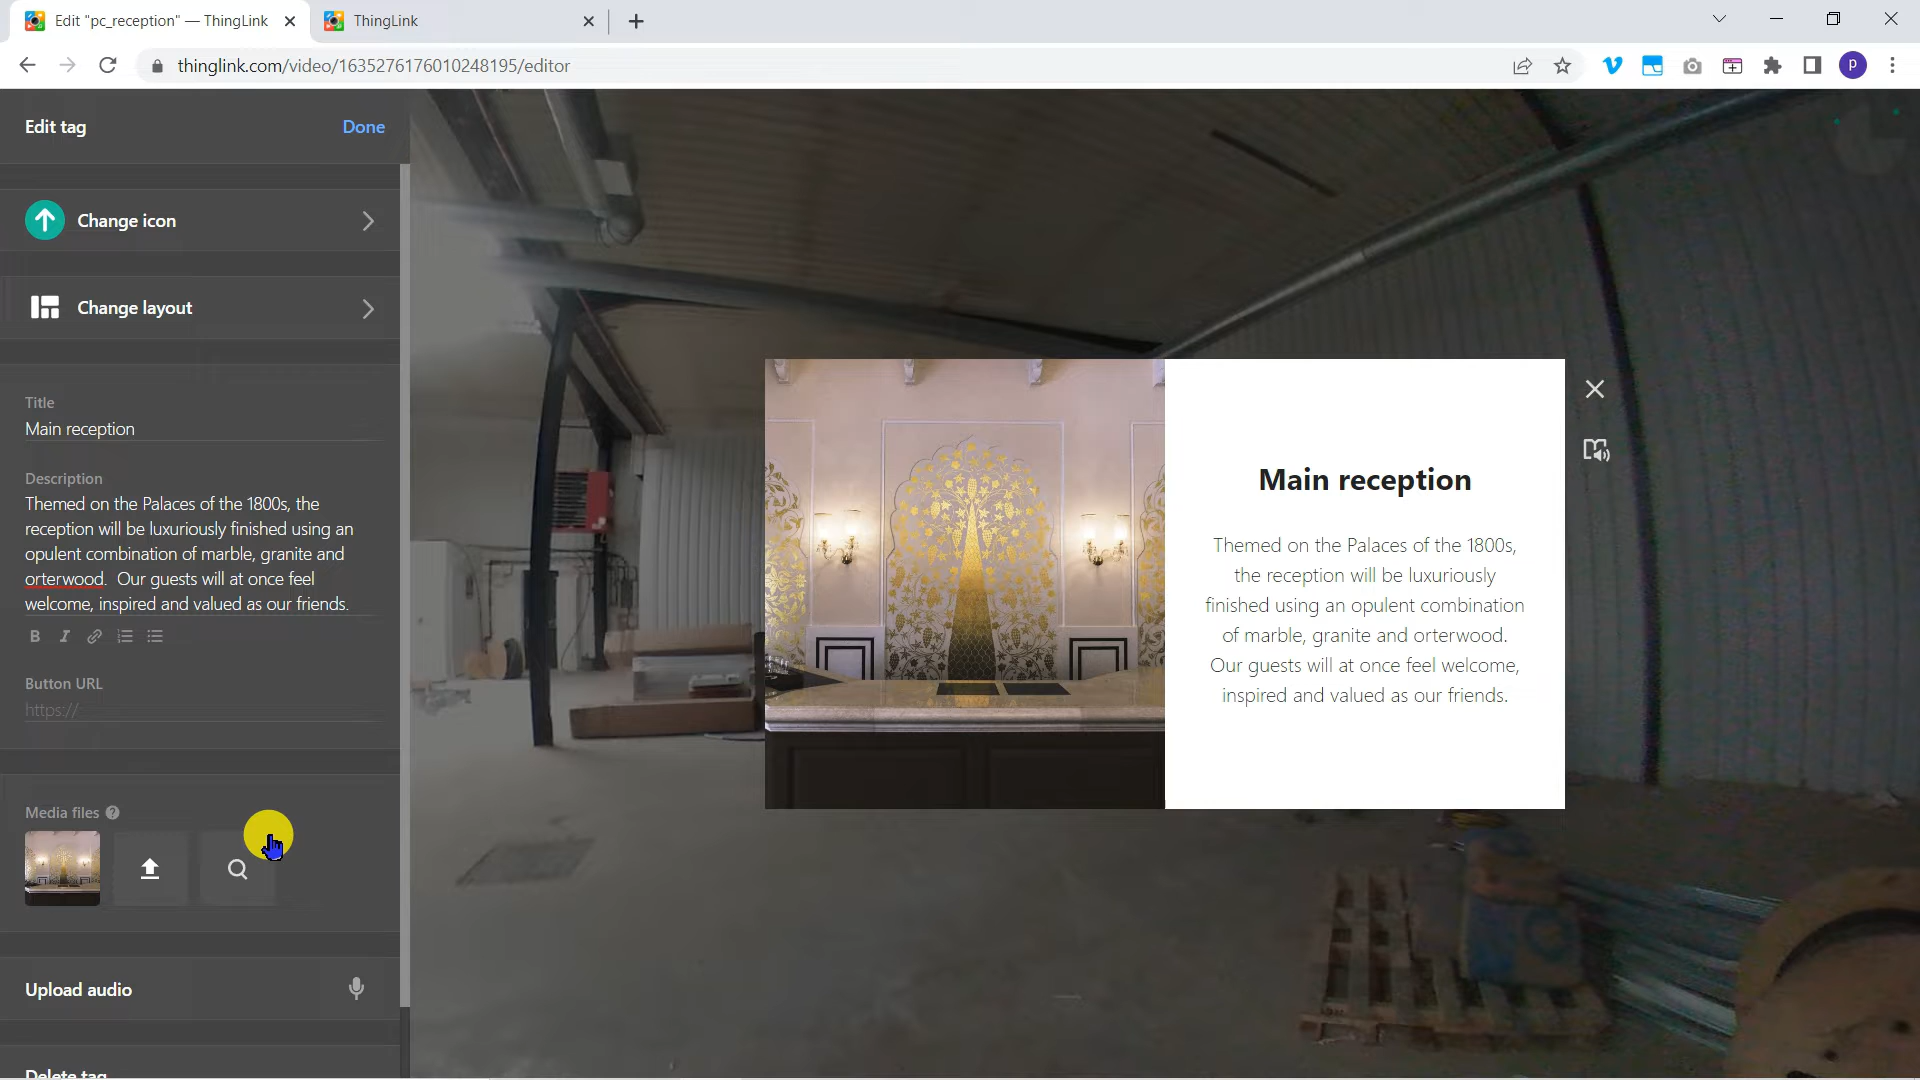 Edit "pc_reception" — ThingLink
ThingLink
thinglink.com/video/1635276176010248195/editor
P
Edit tag
Done
Change icon
Change layout
Title
Main reception
Description
Themed on the Palaces of the 1800s, the
reception will be luxuriously finished using an
opulent combination of marble, granite and
orterwood.  Our guests will at once feel
welcome, inspired and valued as our friends.
B I
Button URL
https://
Media files ?
Upload audio
Delete tag
Main reception
Themed on the Palaces of the 1800s,
the reception will be luxuriously
finished using an opulent combination
of marble, granite and orterwood.
Our guests will at once feel welcome,
inspired and valued as our friends.